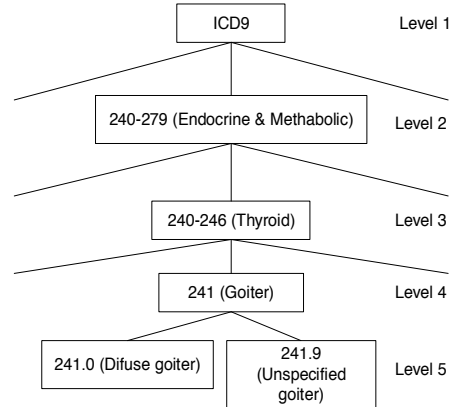 ICD9
Level 1
240-279 (Endocrine & Methabolic)
Level 2
240-246 (Thyroid)
Level 3
241 (Goiter)
Level 4
241.0 (Difuse goiter)
241.9
(Unspecified
goiter)
Level 5